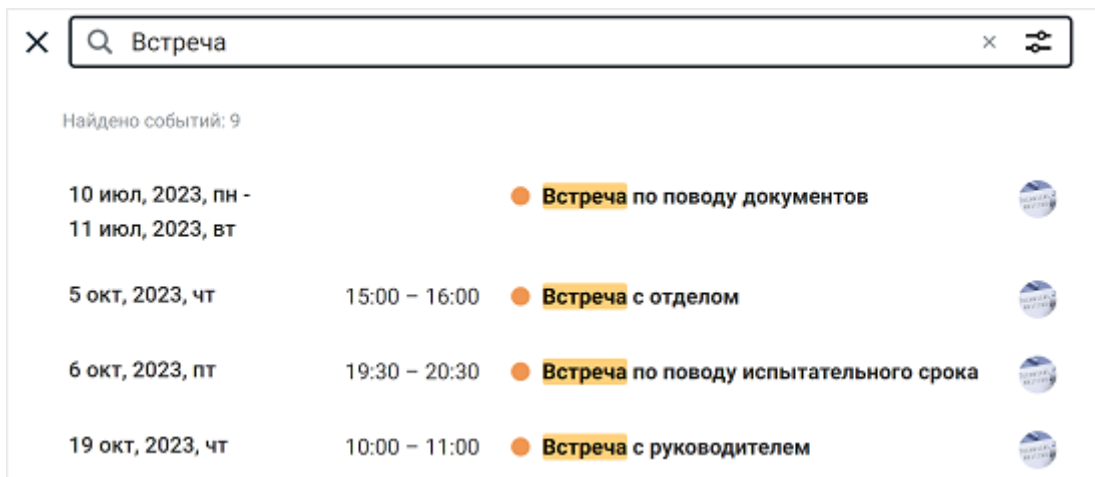 Встреча
Найдено событий: 9
10 июл, 2023, пн -
11 июл, 2023, вт
Встреча по поводу документов
5 окт, 2023, чт 15:00 – 16:00 Встреча с отделом
6 окт, 2023, пт 19:30 – 20:30 Встреча по поводу испытательного срока
19 окт, 2023, чт 10:00 – 11:00 Встреча с руководителем